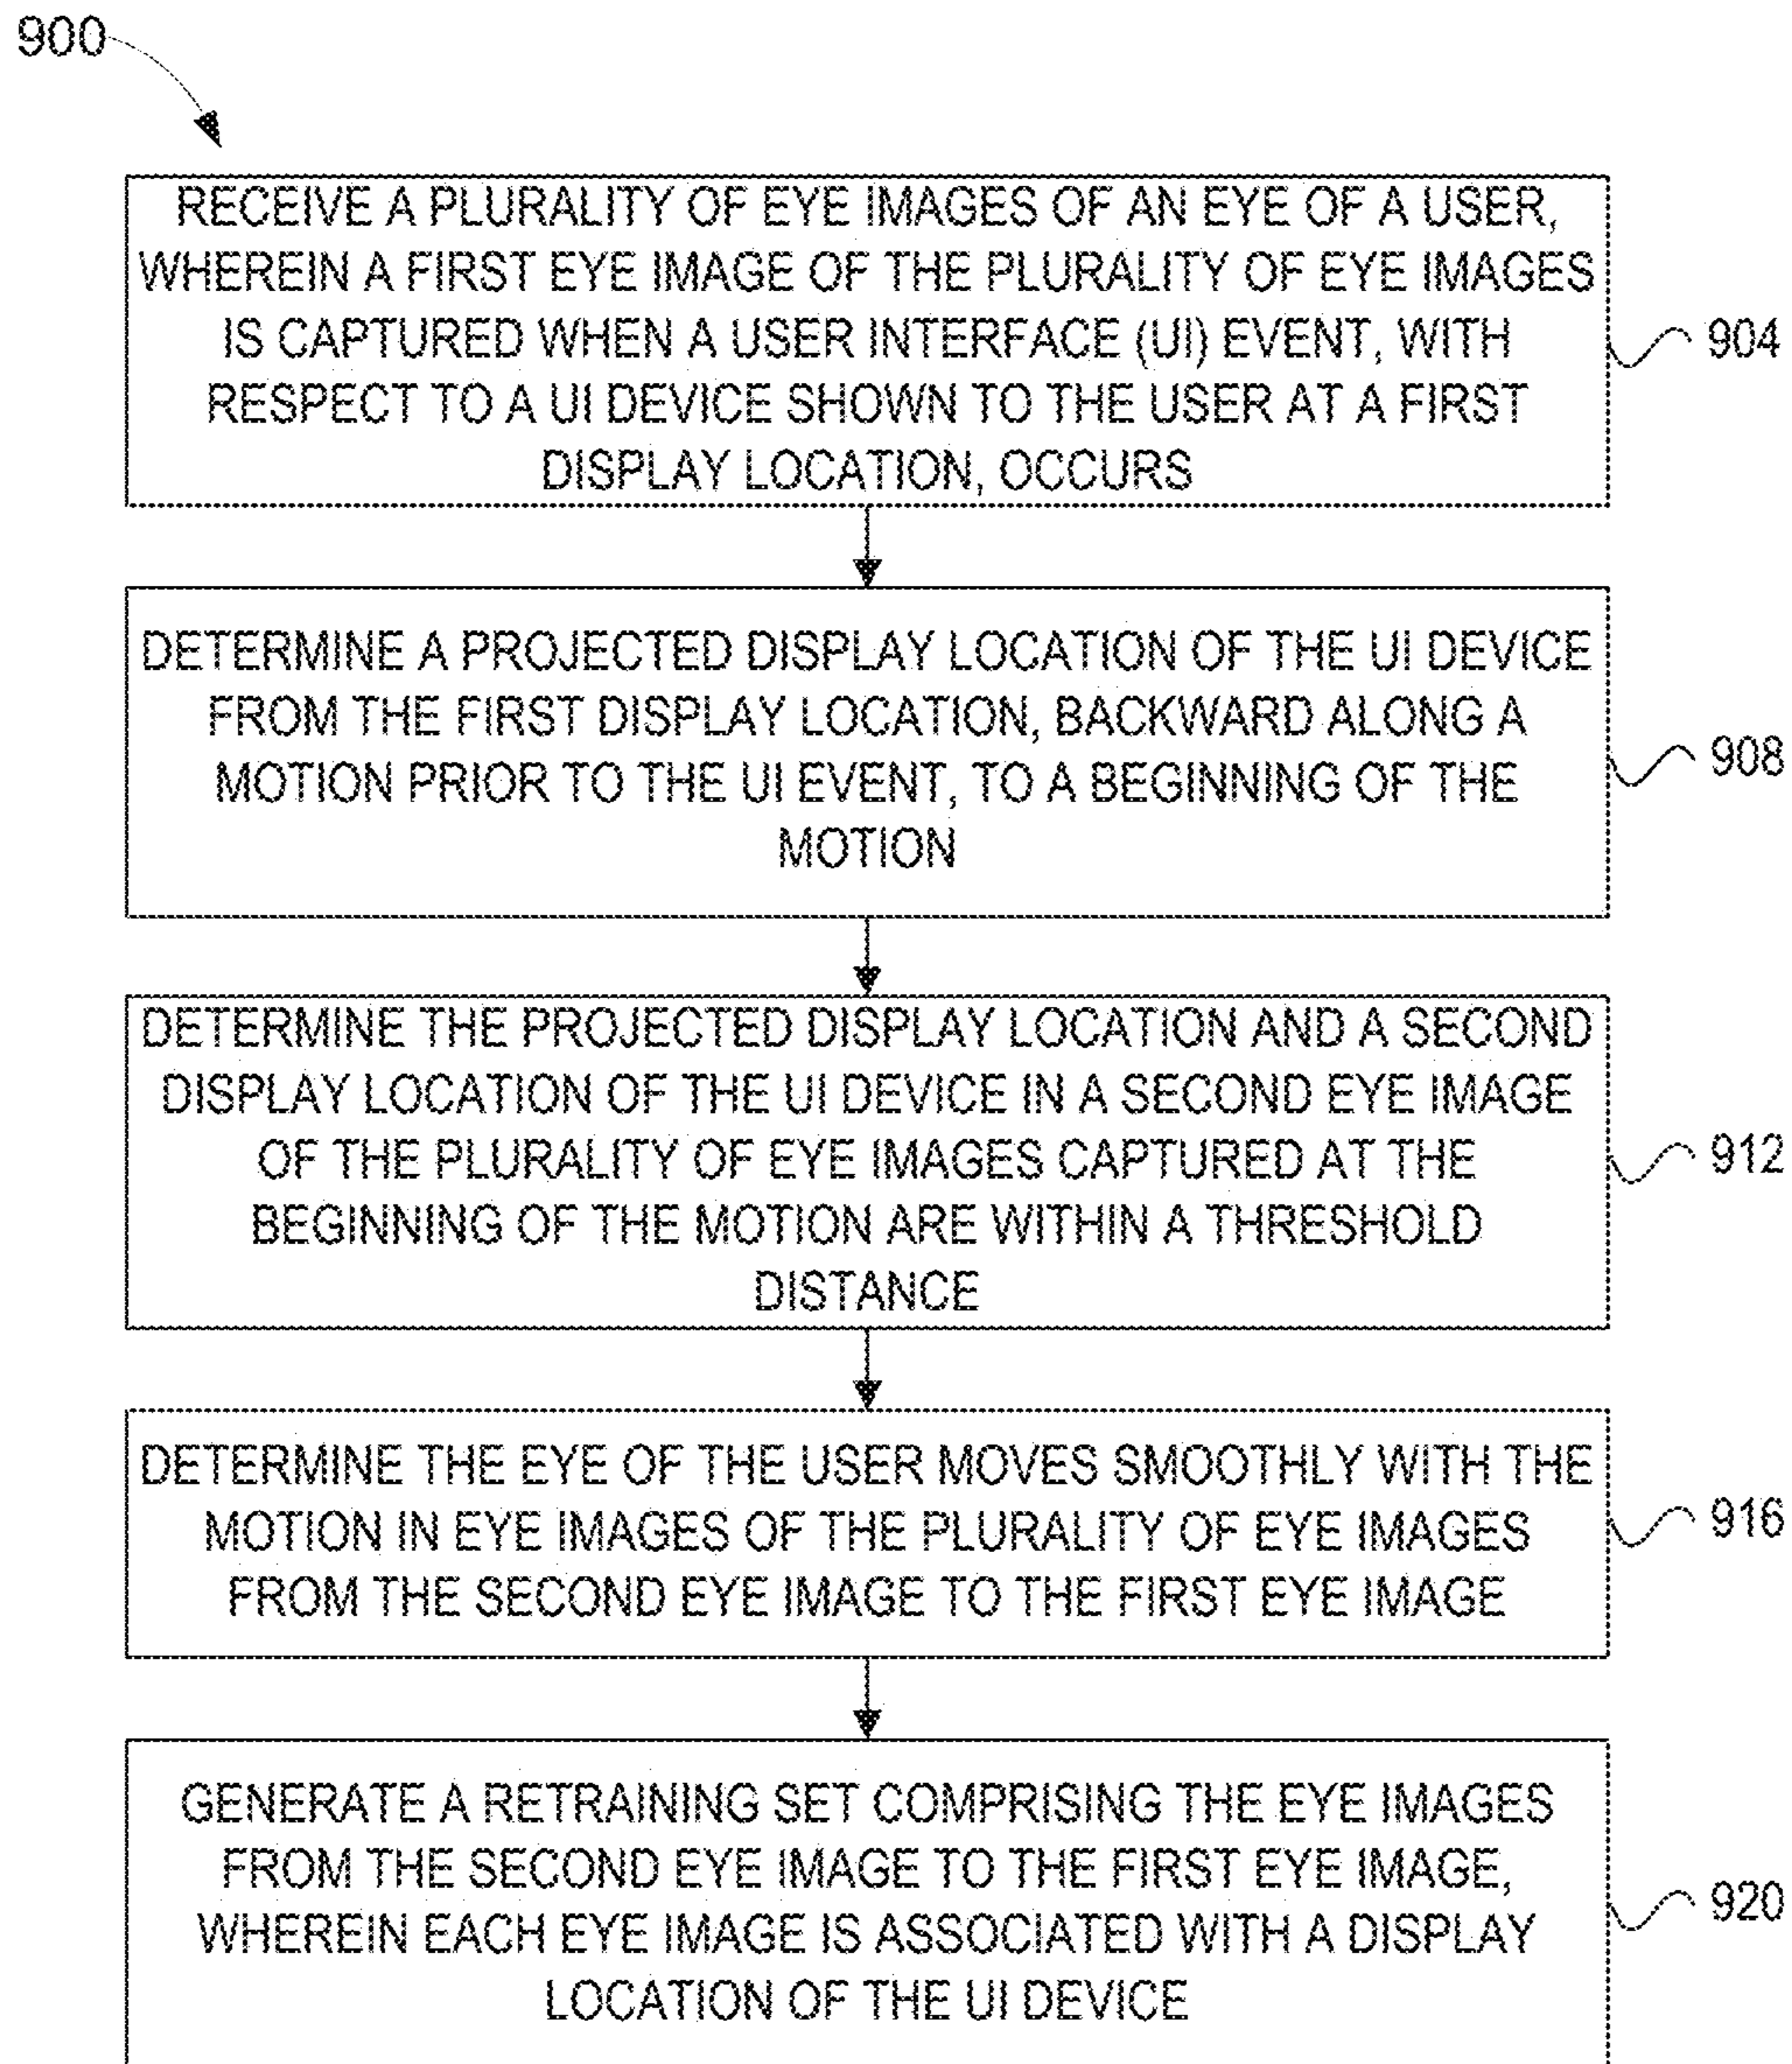 900
RECEIVE A PLURALITY OF EYE IMAGES OF AN EYE OF A USER,
WHEREIN A FIRST EYE IMAGE OF THE PLURALITY OF EYE IMAGES
IS CAPTURED WHEN A USER INTERFACE (UI) EVENT, WITH
RESPECT TO A UI DEVICE SHOWN TO THE USER AT A FIRST
DISPLAY LOCATION, OCCURS
904
DETERMINE A PROJECTED DISPLAY LOCATION OF THE UI DEVICE
FROM THE FIRST DISPLAY LOCATION, BACKWARD ALONG A
MOTION PRIOR TO THE UI EVENT, TO A BEGINNING OF THE
MOTION
908
DETERMINE THE PROJECTED DISPLAY LOCATION AND A SECOND
DISPLAY LOCATION OF THE UI DEVICE IN A SECOND EYE IMAGE
OF THE PLURALITY OF EYE IMAGES CAPTURED AT THE
BEGINNING OF THE MOTION ARE WITHIN A THRESHOLD
DISTANCE
912
DETERMINE THE EYE OF THE USER MOVES SMOOTHLY WITH THE
MOTION IN EYE IMAGES OF THE PLURALITY OF EYE IMAGES
FROM THE SECOND EYE IMAGE TO THE FIRST EYE IMAGE
916
GENERATE A RETRAINING SET COMPRISING THE EYE IMAGES
FROM THE SECOND EYE IMAGE TO THE FIRST EYE IMAGE,
WHEREIN EACH EYE IMAGE IS ASSOCIATED WITH A DISPLAY
LOCATION OF THE UI DEVICE
920